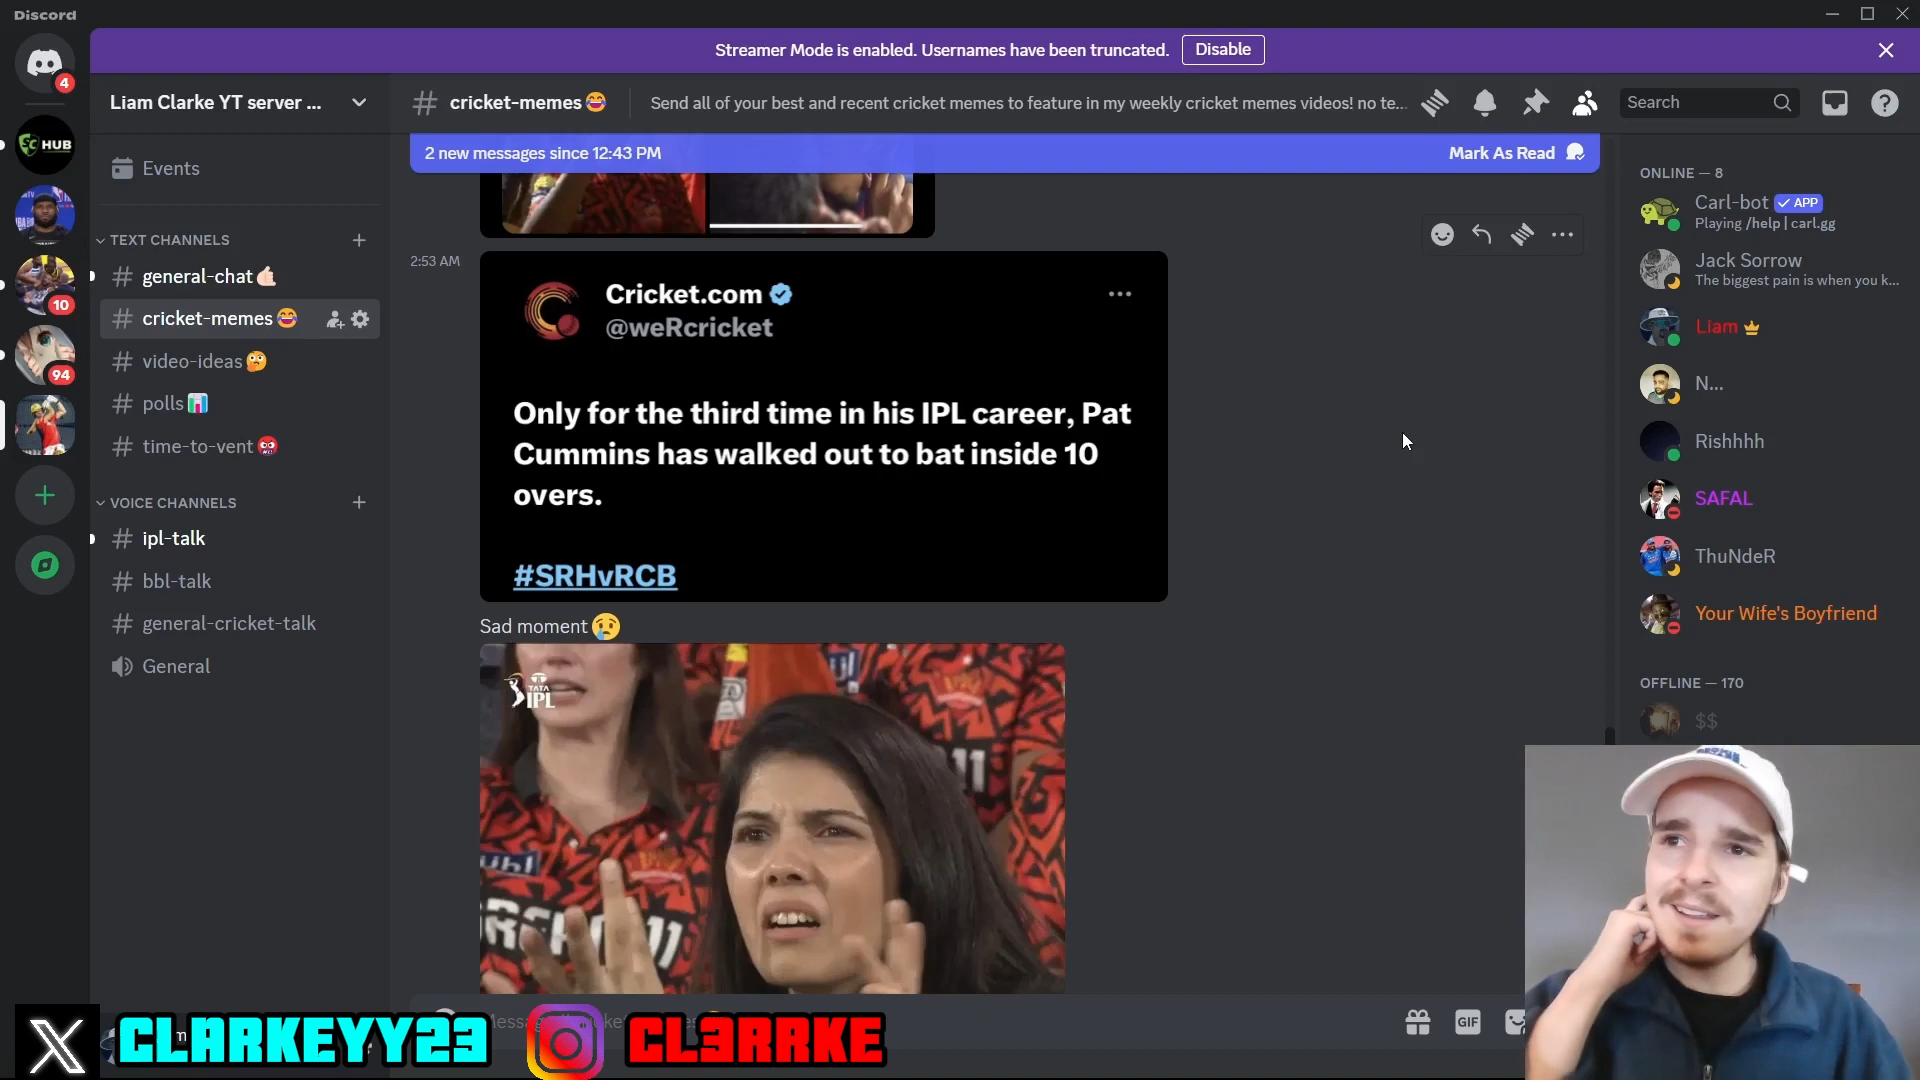 Discord
Streamer Mode is enabled. Usernames have been truncated.
Disable
4
HUB
10
94
Liam Clarke YT server ...
Events
TEXT CHANNELS
general-chat🤙🏻
cricket-memes😂
video-ideas🤔
polls📊
time-to-vent🤬
VOICE CHANNELS
ipl-talk
bbl-talk
general-cricket-talk
General
# cricket-memes😂
Send all of your best and recent cricket memes to feature in my weekly cricket memes videos! no te...
Search
2 new messages since 12:43 PM
Mark As Read
2:53 AM
Cricket.com
@weRcricket
Only for the third time in his IPL career, Pat
Cummins has walked out to bat inside 10
overs.
#SRHvRCB
Sad moment😢
TATA
IPL
GIF
ONLINE — 8
Carl-bot ✓ APP
Playing /help | carl.gg
Jack Sorrow
The biggest pain is when you k...
Liam
N...
Rishhhh
SAFAL
ThuNdeR
Your Wife's Boyfriend
OFFLINE — 170
$$
X CLARKEYY23
CL3RRKE